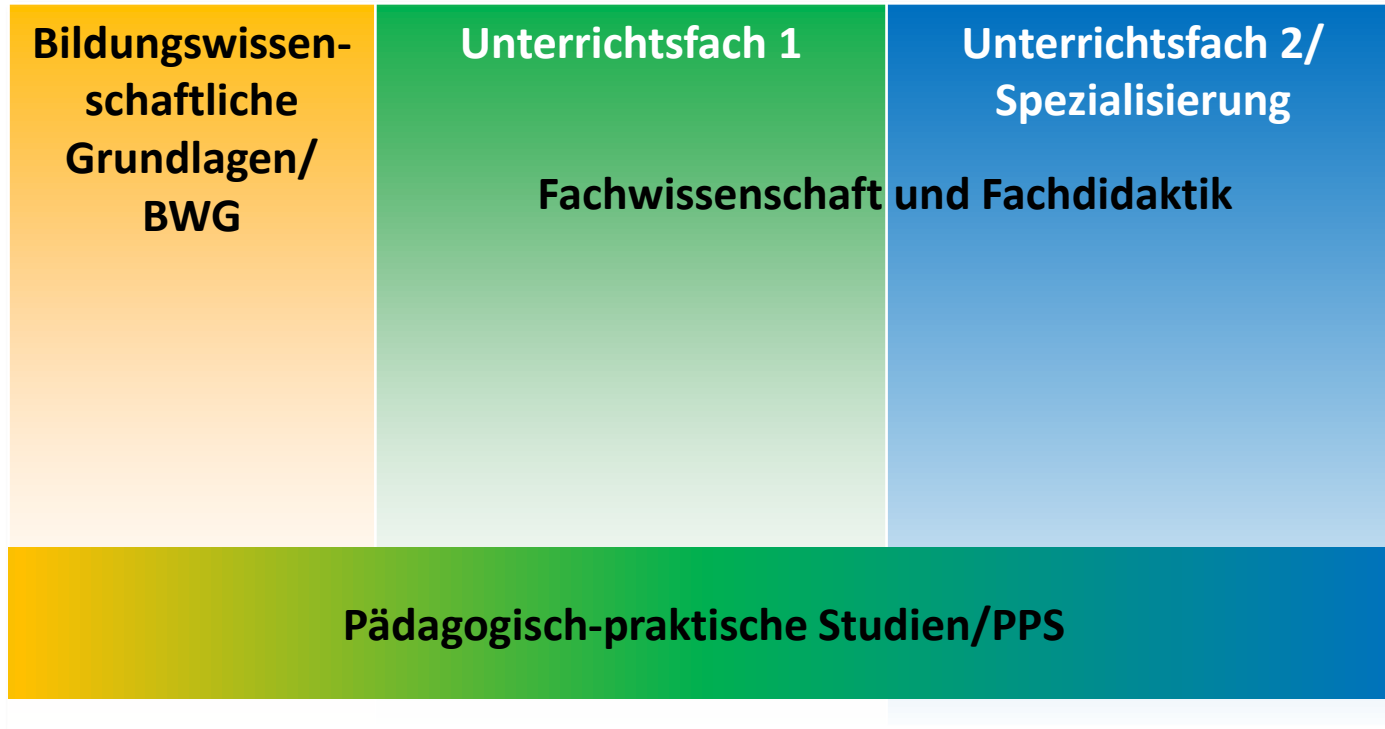 Bildungswissen-
schaftliche
Grundlagen/
BWG
Unterrichtsfach 1
Unterrichtsfach 2/
Spezialisierung
Fachwissenschaft und Fachdidaktik
Pädagogisch-praktische Studien/PPS